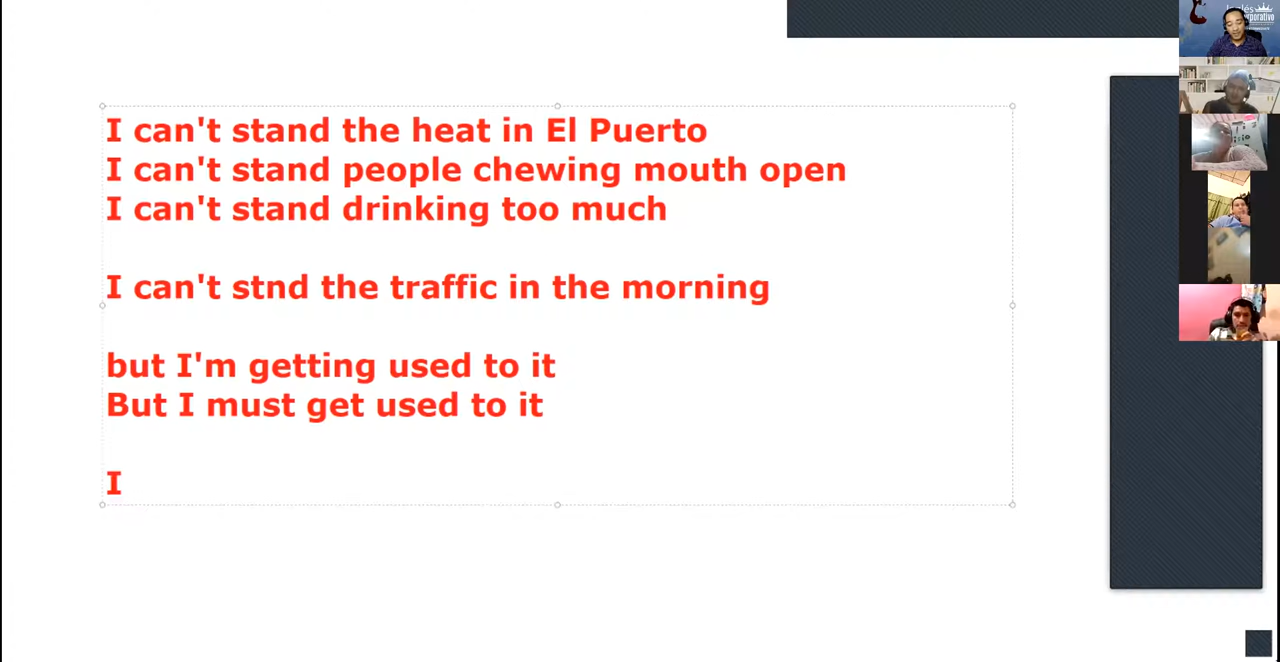 I can't stand the heat in El Puerto
I can't stand people chewing mouth open
I can't stand drinking too much
I can't stnd the traffic in the morning
but I'm getting used to it
But I must get used to it
I
Inglés